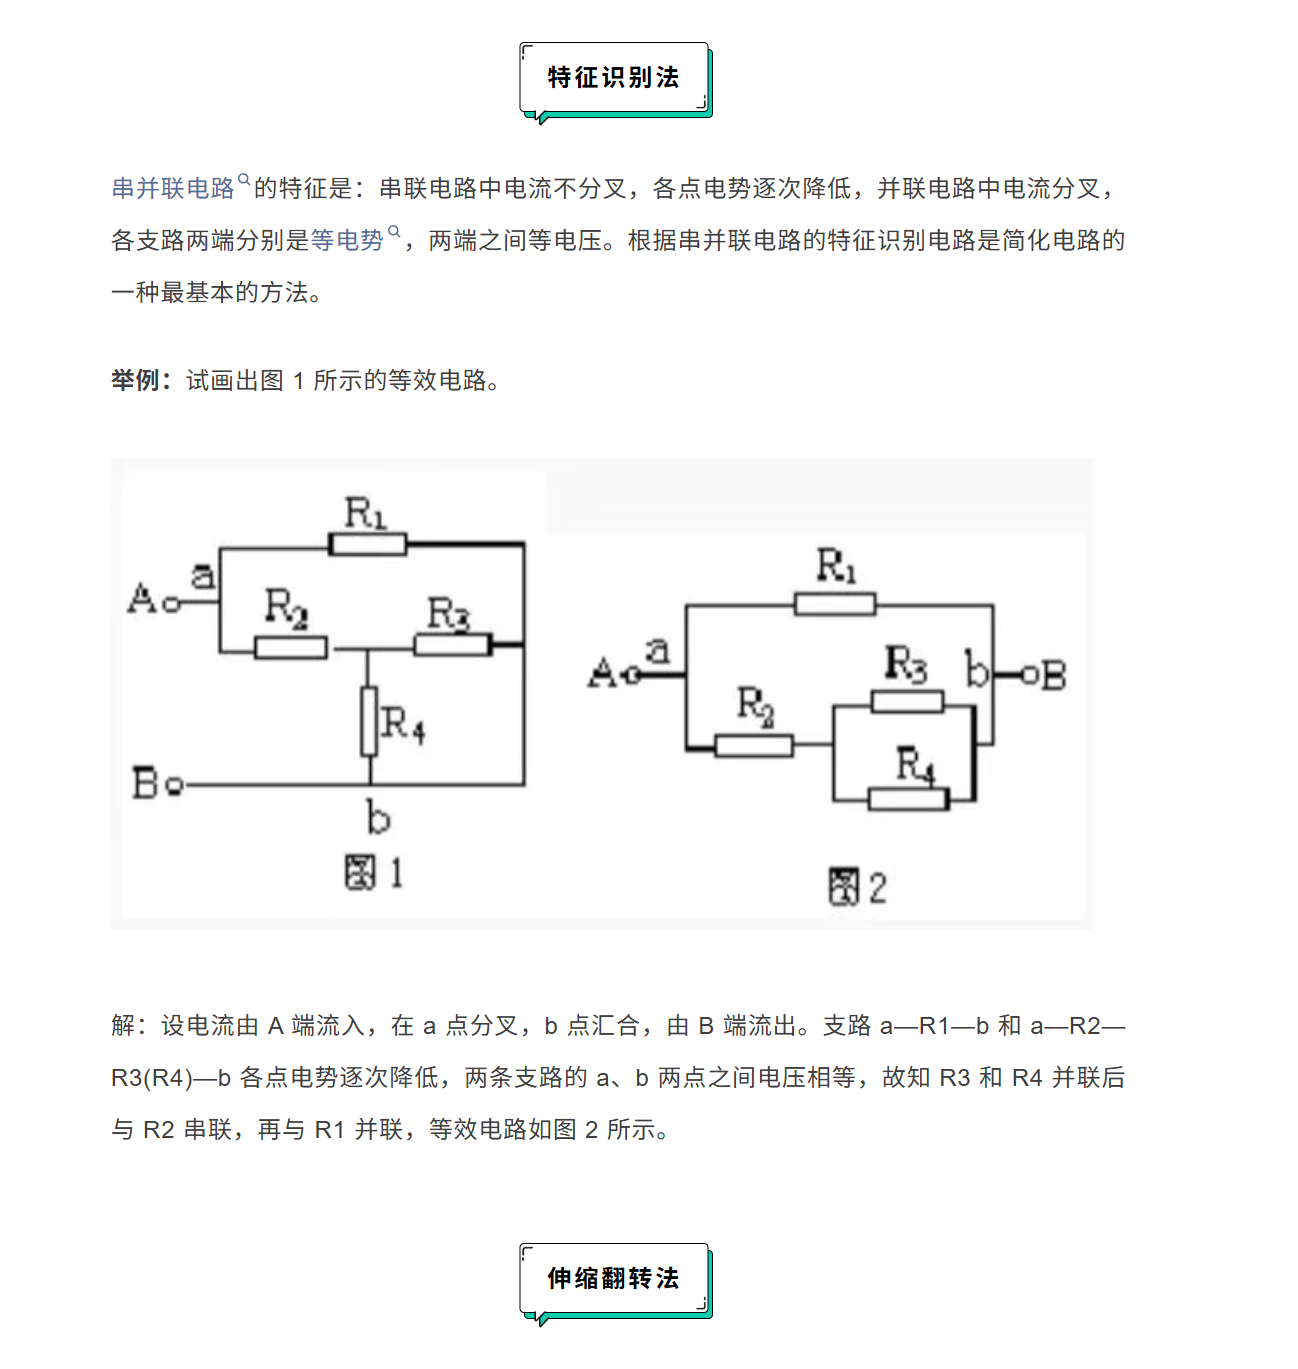 特征识别法
串并联电路的特征是：串联电路中电流不分叉，各点电势逐次降低，并联电路中电流分叉，
各支路两端分别是等电势，两端之间等电压。根据串并联电路的特征识别电路是简化电路的
一种最基本的方法。
举例：试画出图 1 所示的等效电路。
R1
a
A
R2
R3
R4
B
b
图1
R1
a
A
R3
b
B
R2
R4
图2
解：设电流由 A 端流入，在 a 点分叉，b 点汇合，由 B 端流出。支路 a—R1—b 和 a—R2—
R3(R4)—b 各点电势逐次降低，两条支路的 a、b 两点之间电压相等，故知 R3 和 R4 并联后
与 R2 串联，再与 R1 并联，等效电路如图 2 所示。
伸缩翻转法